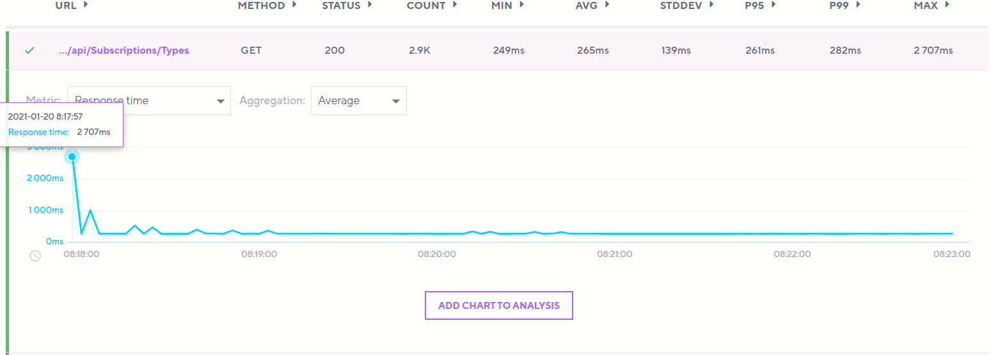 URL METHOD STATUS COUNT MIN AVG STDDEV P95 P99 MAX
.../api/Subscriptions/Types GET 200 2.9K 249ms 265ms 139ms 261ms 282ms 2 707ms
Metric: Response time Aggregation: Average
2021-01-20 8:17:57
Response time: 2 707ms
3 000ms
2 000ms
1 000ms
0ms
08:18:00 08:19:00 08:20:00 08:21:00 08:22:00 08:23:00
ADD CHART TO ANALYSIS